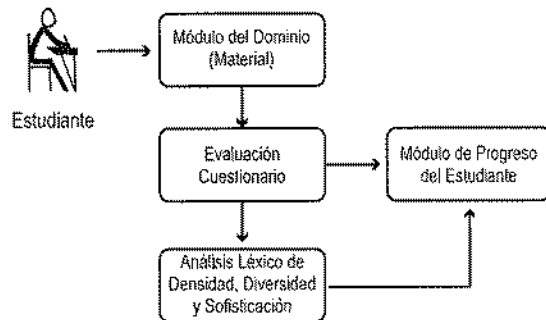 Estudiante
Módulo del Dominio
(Material)
Evaluación
Cuestionario
Módulo de Progreso
del Estudiante
Análisis Léxico de
Densidad, Diversidad
y Sofisticación